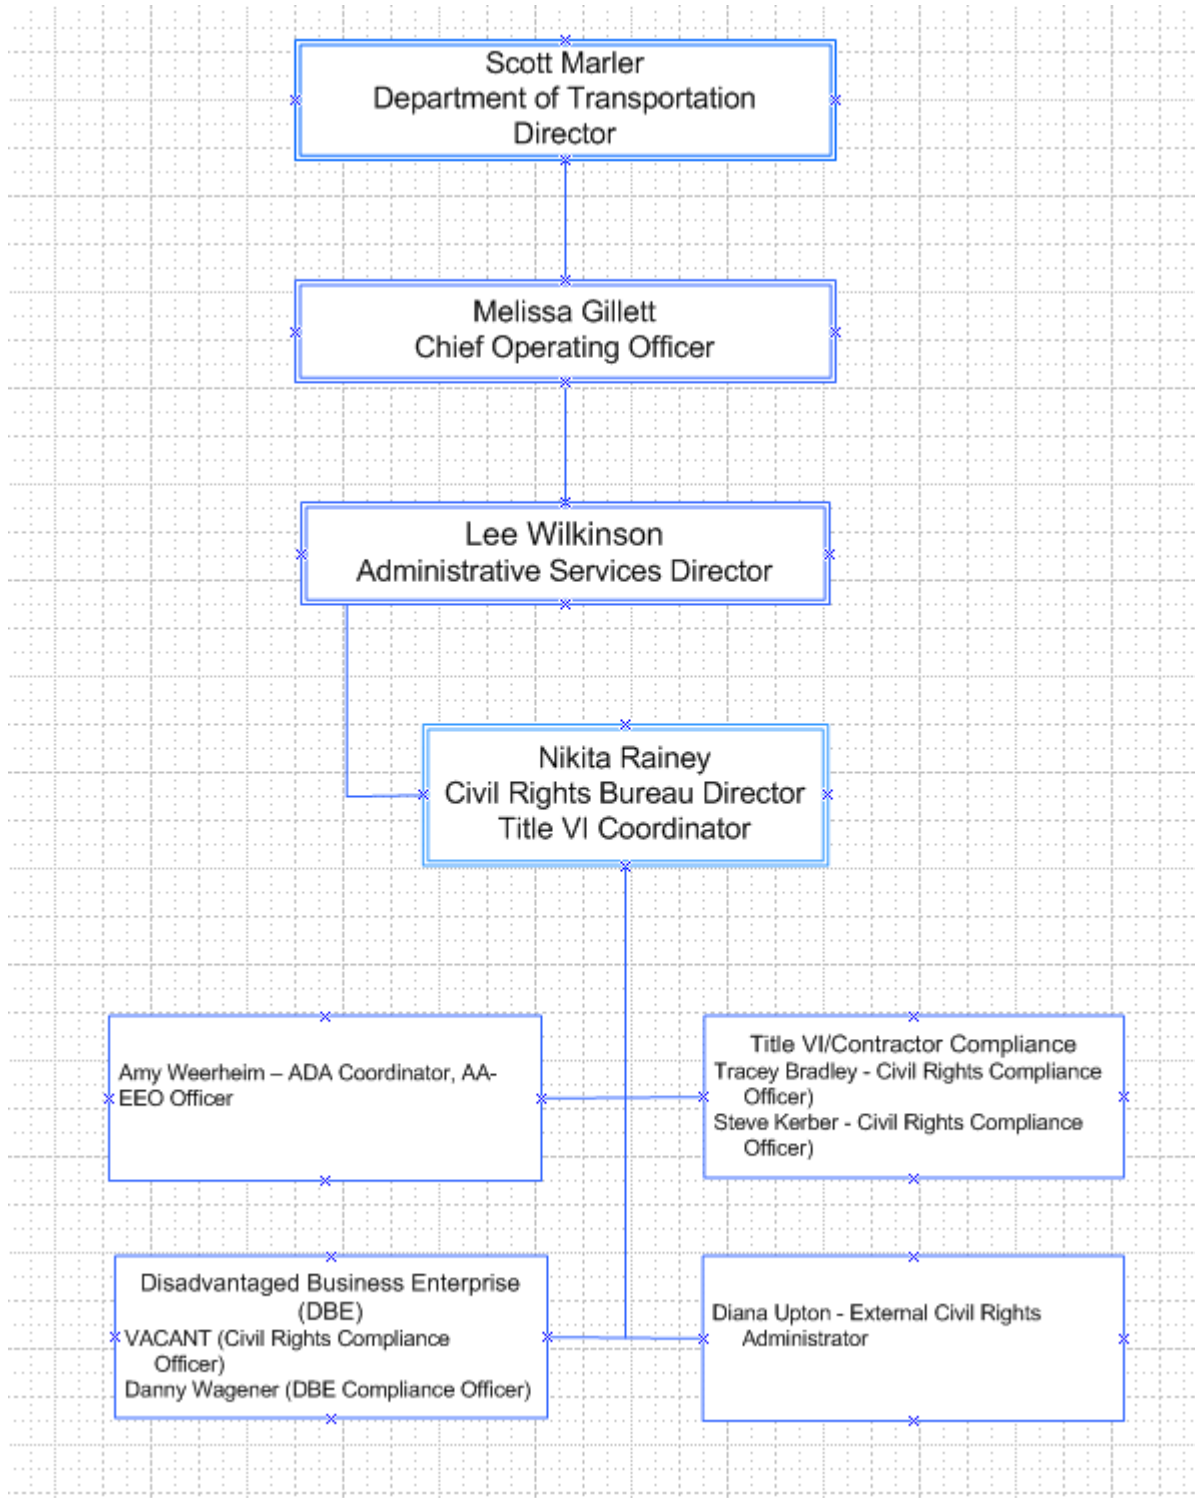 Scott Marler
Department of Transportation
Director
Melissa Gillett
Chief Operating Officer
Lee Wilkinson
Administrative Services Director
Nikita Rainey
Civil Rights Bureau Director
Title VI Coordinator
Amy Weerheim – ADA Coordinator, AA-
EEO Officer
Title VI/Contractor Compliance
Tracey Bradley - Civil Rights Compliance
Officer)
Steve Kerber - Civil Rights Compliance
Officer)
Disadvantaged Business Enterprise
(DBE)
VACANT (Civil Rights Compliance
Officer)
Danny Wagener (DBE Compliance Officer)
Diana Upton - External Civil Rights
Administrator